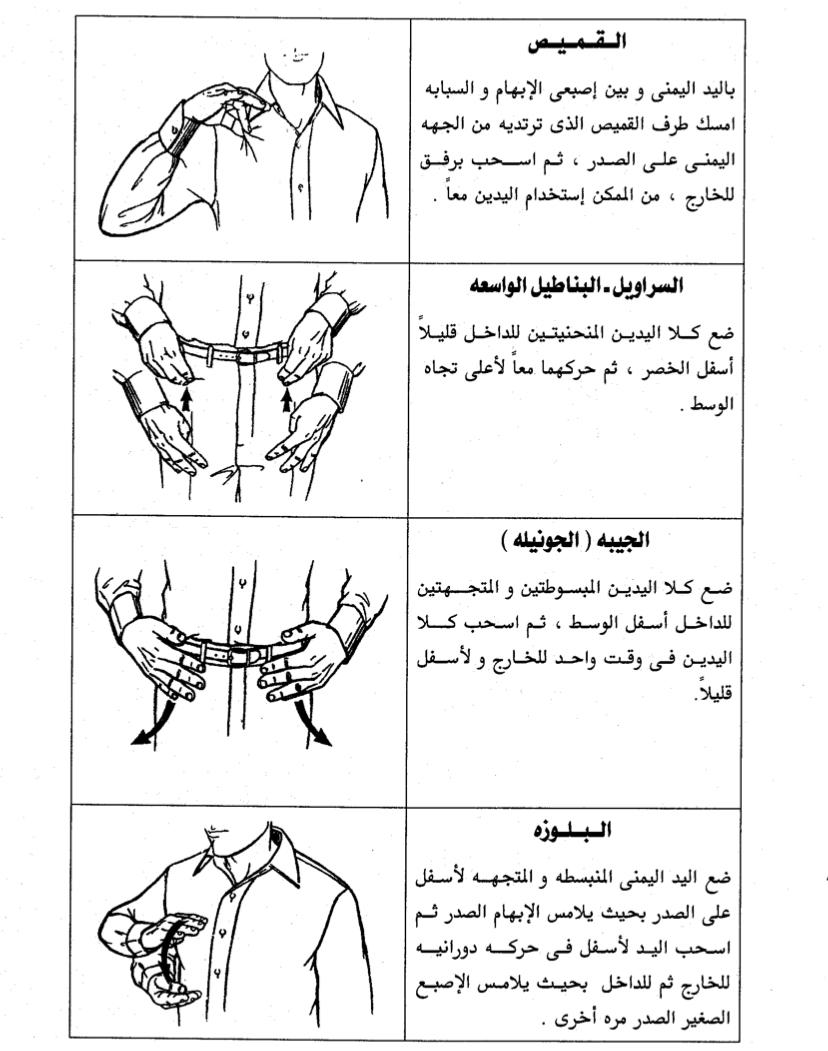 القميص
باليد اليمنى و بين إصبعى الإبهام و السبابه
امسك طرف القميص الذى ترتديه من الجهه
اليمنى على الصدر ، ثم اسحب برفق
للخارج ، من الممكن إستخدام اليدين معاً .
السراويل ـ البناطيل الواسعه
ضع كلا اليدين المنحنيتين للداخل قليلاً
أسفل الخصر ، ثم حركهما معاً لأعلى تجاه
الوسط .
الجيبه ( الجونيله )
ضع كلا اليدين المبسوطتين و المتجهتين
للداخل أسفل الوسط ، ثم اسحب كلا
اليدين فى وقت واحد للخارج و لأسفل
قليلاً.
البلوزه
ضع اليد اليمنى المنبسطه و المتجهه لأسفل
على الصدر بحيث يلامس الإبهام الصدر ثم
اسحب اليد لأسفل فى حركه دورانيه
للخارج ثم للداخل بحيث يلامس الإصبع
الصغير الصدر مره أخرى .